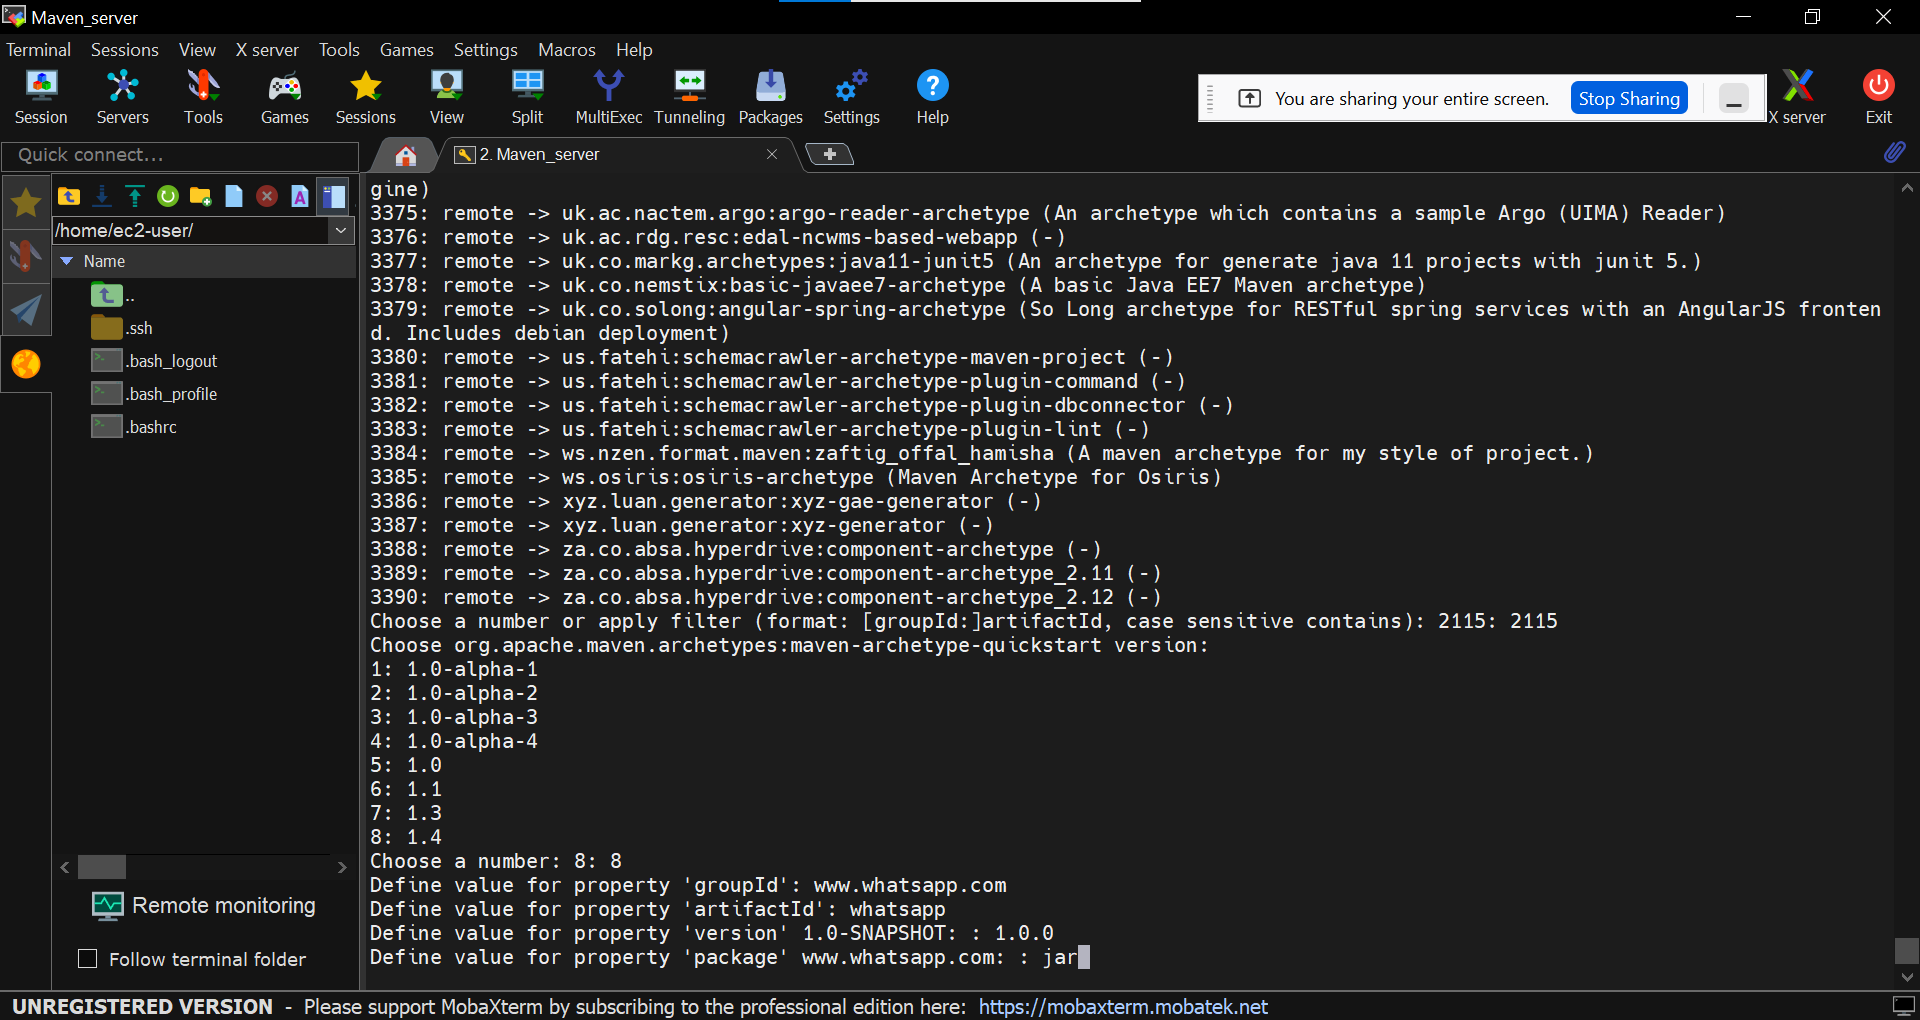 Maven_server
Terminal Sessions View X server Tools Games Settings Macros Help
Session Servers Tools Games Sessions View Split MultiExec Tunneling Packages Settings Help
You are sharing your entire screen. Stop Sharing
X server Exit
Quick connect...
2. Maven_server
/home/ec2-user/
Name
..
.ssh
.bash_logout
.bash_profile
.bashrc
Remote monitoring
Follow terminal folder
gine)
3375: remote -> uk.ac.nactem.argo:argo-reader-archetype (An archetype which contains a sample Argo (UIMA) Reader)
3376: remote -> uk.ac.rdg.resc:edal-ncwms-based-webapp (-)
3377: remote -> uk.co.markg.archetypes:java11-junit5 (An archetype for generate java 11 projects with junit 5.)
3378: remote -> uk.co.nemstix:basic-javaee7-archetype (A basic Java EE7 Maven archetype)
3379: remote -> uk.co.solong:angular-spring-archetype (So Long archetype for RESTful spring services with an AngularJS fronten
d. Includes debian deployment)
3380: remote -> us.fatehi:schemacrawler-archetype-maven-project (-)
3381: remote -> us.fatehi:schemacrawler-archetype-plugin-command (-)
3382: remote -> us.fatehi:schemacrawler-archetype-plugin-dbconnector (-)
3383: remote -> us.fatehi:schemacrawler-archetype-plugin-lint (-)
3384: remote -> ws.nzen.format.maven:zaftig_offal_hamisha (A maven archetype for my style of project.)
3385: remote -> ws.osiris:osiris-archetype (Maven Archetype for Osiris)
3386: remote -> xyz.luan.generator:xyz-gae-generator (-)
3387: remote -> xyz.luan.generator:xyz-generator (-)
3388: remote -> za.co.absa.hyperdrive:component-archetype (-)
3389: remote -> za.co.absa.hyperdrive:component-archetype_2.11 (-)
3390: remote -> za.co.absa.hyperdrive:component-archetype_2.12 (-)
Choose a number or apply filter (format: [groupId:]artifactId, case sensitive contains): 2115: 2115
Choose org.apache.maven.archetypes:maven-archetype-quickstart version:
1: 1.0-alpha-1
2: 1.0-alpha-2
3: 1.0-alpha-3
4: 1.0-alpha-4
5: 1.0
6: 1.1
7: 1.3
8: 1.4
Choose a number: 8: 8
Define value for property 'groupId': www.whatsapp.com
Define value for property 'artifactId': whatsapp
Define value for property 'version' 1.0-SNAPSHOT: : 1.0.0
Define value for property 'package' www.whatsapp.com: : jar
UNREGISTERED VERSION - Please support MobaXterm by subscribing to the professional edition here: https://mobaxterm.mobatek.net